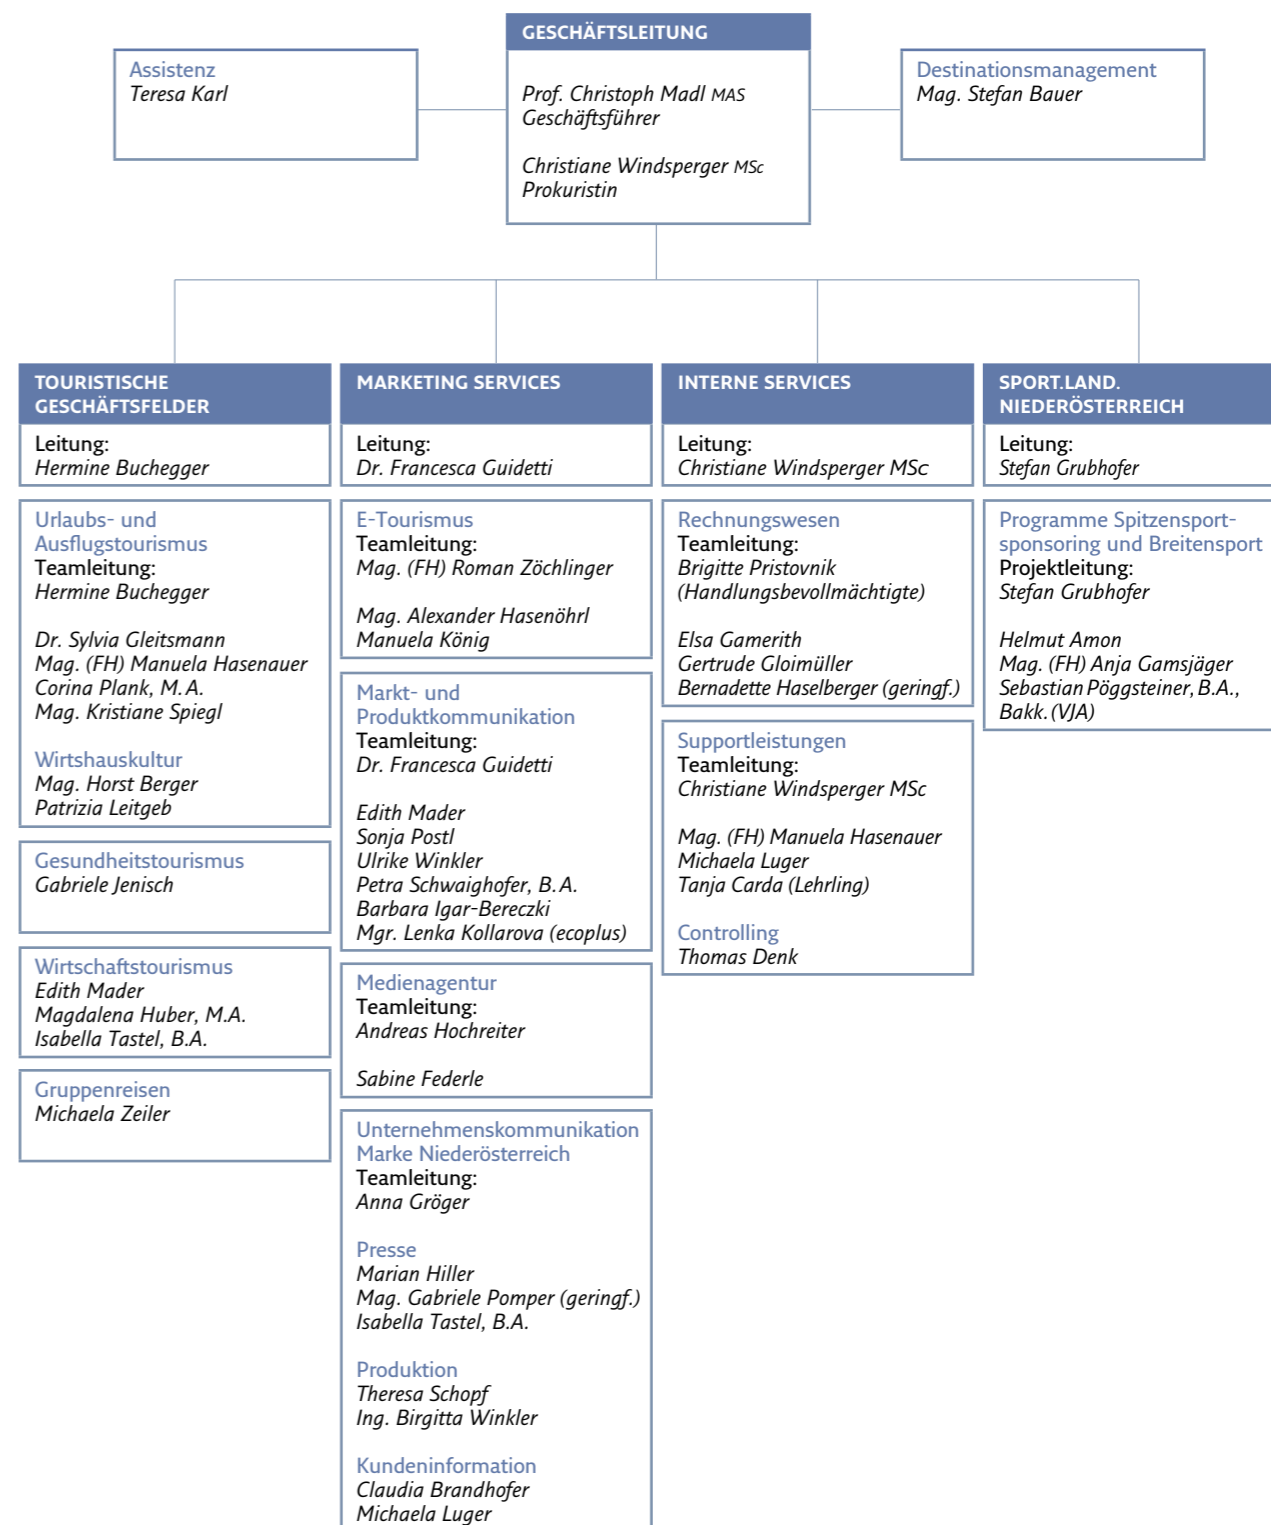 GESCHÄFTSLEITUNG
Prof. Christoph Madl MAS
Geschäftsführer
Christiane Windsperger MSc
Prokuristin
Assistenz
Teresa Karl
Destinationsmanagement
Mag. Stefan Bauer
TOURISTISCHE
GESCHÄFTSFELDER
Leitung:
Hermine Buchegger
Urlaubs- und
Ausflugstourismus
Teamleitung:
Hermine Buchegger
Dr. Sylvia Gleitsmann
Mag. (FH) Manuela Hasenauer
Corina Plank, M.A.
Mag. Kristiane Spiegl
Wirtshauskultur
Mag. Horst Berger
Patrizia Leitgeb
Gesundheitstourismus
Gabriele Jenisch
Wirtschaftstourismus
Edith Mader
Magdalena Huber, M.A.
Isabella Tastel, B.A.
Gruppenreisen
Michaela Zeiler
MARKETING SERVICES
Leitung:
Dr. Francesca Guidetti
E-Tourismus
Teamleitung:
Mag. (FH) Roman Zöchlinger
Mag. Alexander Hasenöhrl
Manuela König
Markt- und
Produktkommunikation
Teamleitung:
Dr. Francesca Guidetti
Edith Mader
Sonja Postl
Ulrike Winkler
Petra Schwaighofer, B.A.
Barbara Igar-Bereczki
Mgr. Lenka Kollarova (ecoplus)
Medienagentur
Teamleitung:
Andreas Hochreiter
Sabine Federle
Unternehmenskommunikation
Marke Niederösterreich
Teamleitung:
Anna Gröger
Presse
Marian Hiller
Mag. Gabriele Pomper (geringf.)
Isabella Tastel, B.A.
Produktion
Theresa Schopf
Ing. Birgitta Winkler
Kundeninformation
Claudia Brandhofer
Michaela Luger
INTERNE SERVICES
Leitung:
Christiane Windsperger MSc
Rechnungswesen
Teamleitung:
Brigitte Pristovnik
(Handlungsbevollmächtigte)
Elsa Gamerith
Gertrude Gloimüller
Bernadette Haselberger (geringf.)
Supportleistungen
Teamleitung:
Christiane Windsperger MSc
Mag. (FH) Manuela Hasenauer
Michaela Luger
Tanja Carda (Lehrling)
Controlling
Thomas Denk
SPORT.LAND.
NIEDERÖSTERREICH
Leitung:
Stefan Grubhofer
Programme Spitzensport-
sponsoring und Breitensport
Projektleitung:
Stefan Grubhofer
Helmut Amon
Mag. (FH) Anja Gamsjäger
Sebastian Pöggsteiner, B.A.,
Bakk. (VJA)